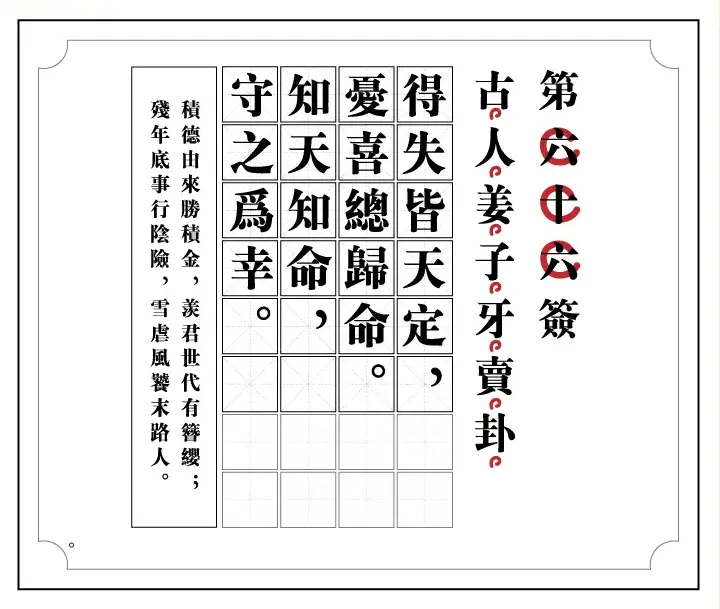 第六十六簽
古人姜子牙賣卦
得失皆天定，
憂喜總歸命。
知天知命，
守之爲幸。
積德由來勝積金，羨君世代有簪纓；
殘年底事行陰險，雪虐風饕末路人。
。